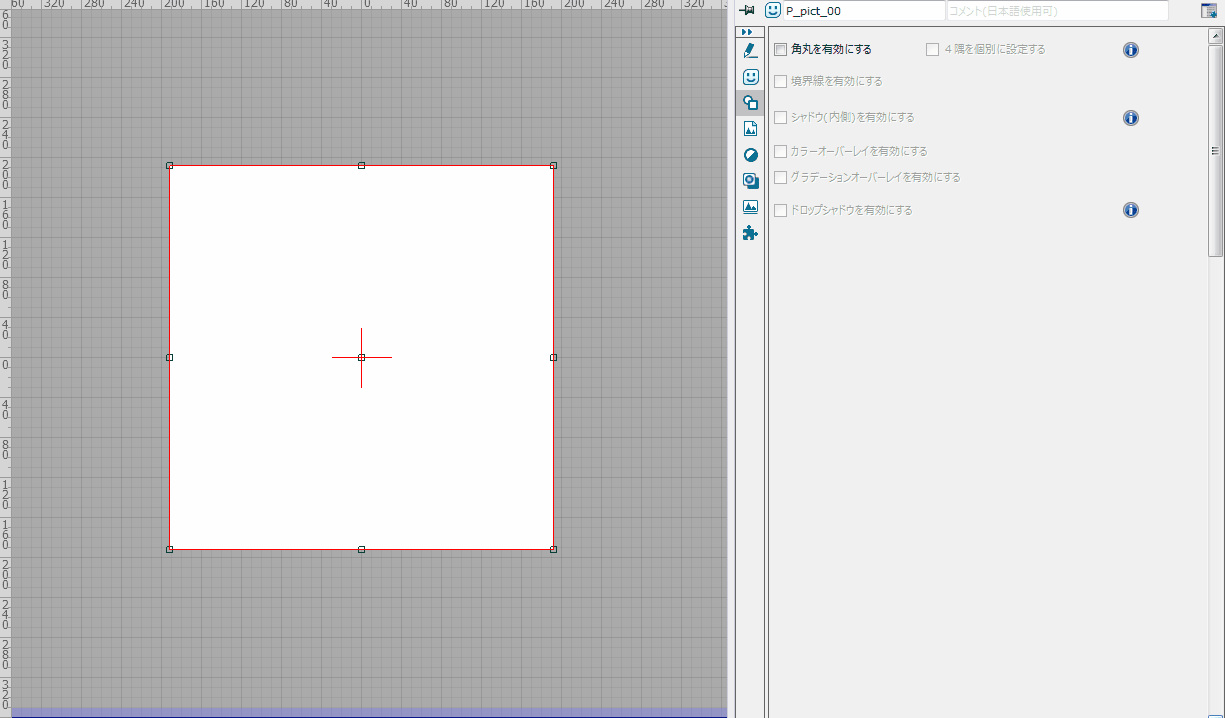 60 320 280 240 200 160 120 80 40 0 40 80 120 160 200 240 280 320
P_pict_00 コメント(日本語使用可)
角丸を有効にする ４隅を個別に設定する
境界線を有効にする
シャドウ(内側)を有効にする
カラーオーバーレイを有効にする
グラデーションオーバーレイを有効にする
ドロップシャドウを有効にする
320
280
240
200
160
120
80
40
0
40
80
120
160
200
240
280
320